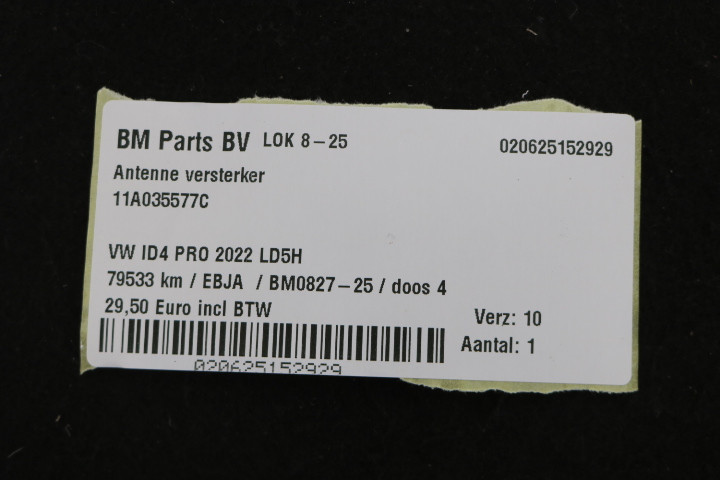 BM Parts BV LOK 8-25 020625152929
Antenne versterker
11A035577C
VW ID4 PRO 2022 LD5H
79533 km / EBJA / BM0827-25 / doos 4
29,50 Euro incl BTW Verz: 10
Aantal: 1
020625152929